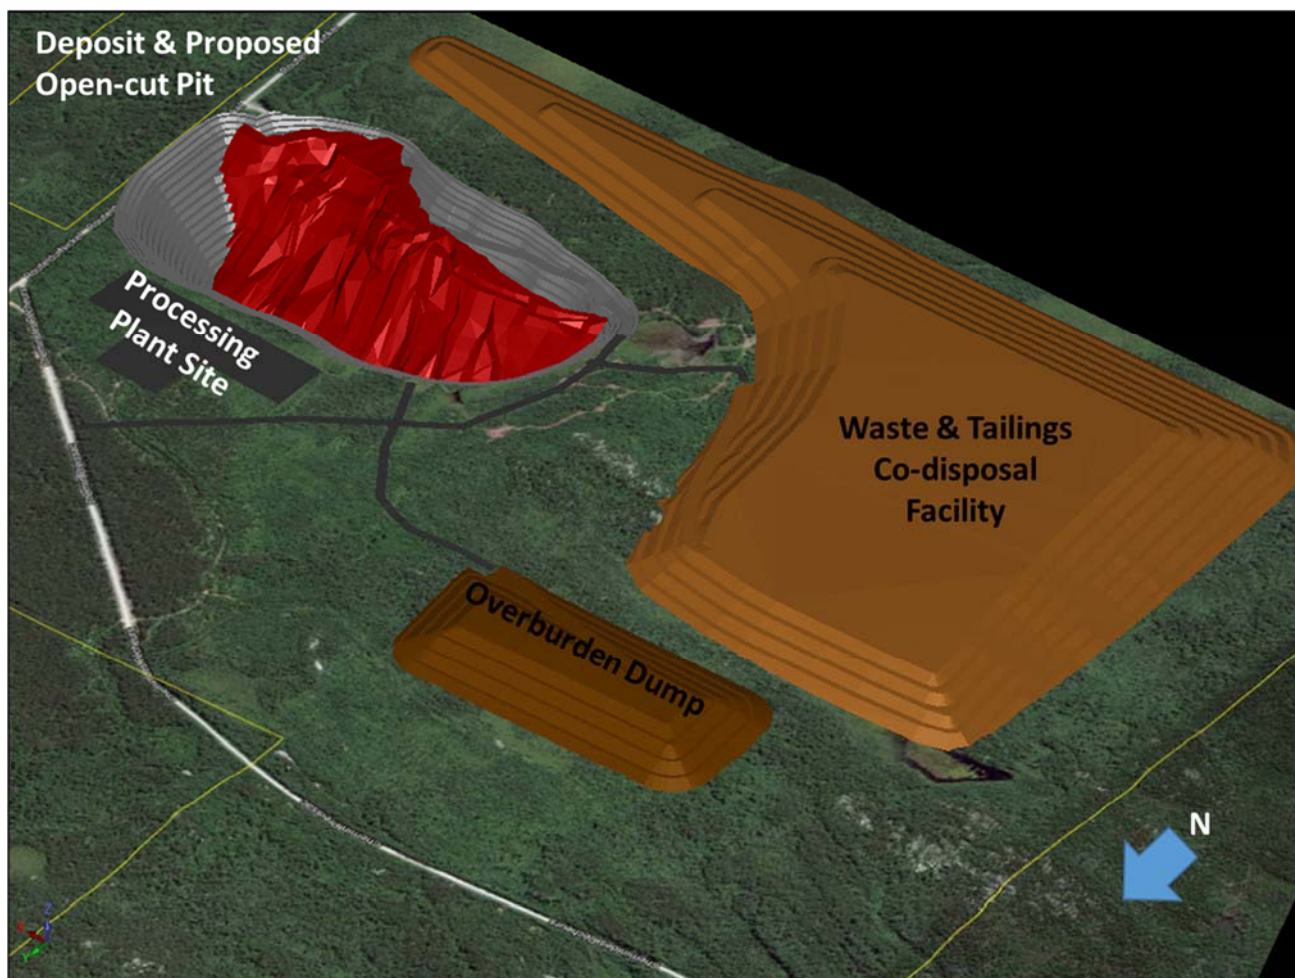 Deposit & Proposed
Open-cut Pit
Processing
Plant Site
Waste & Tailings
Co-disposal
Facility
Overburden Dump
N
Z
X
Y